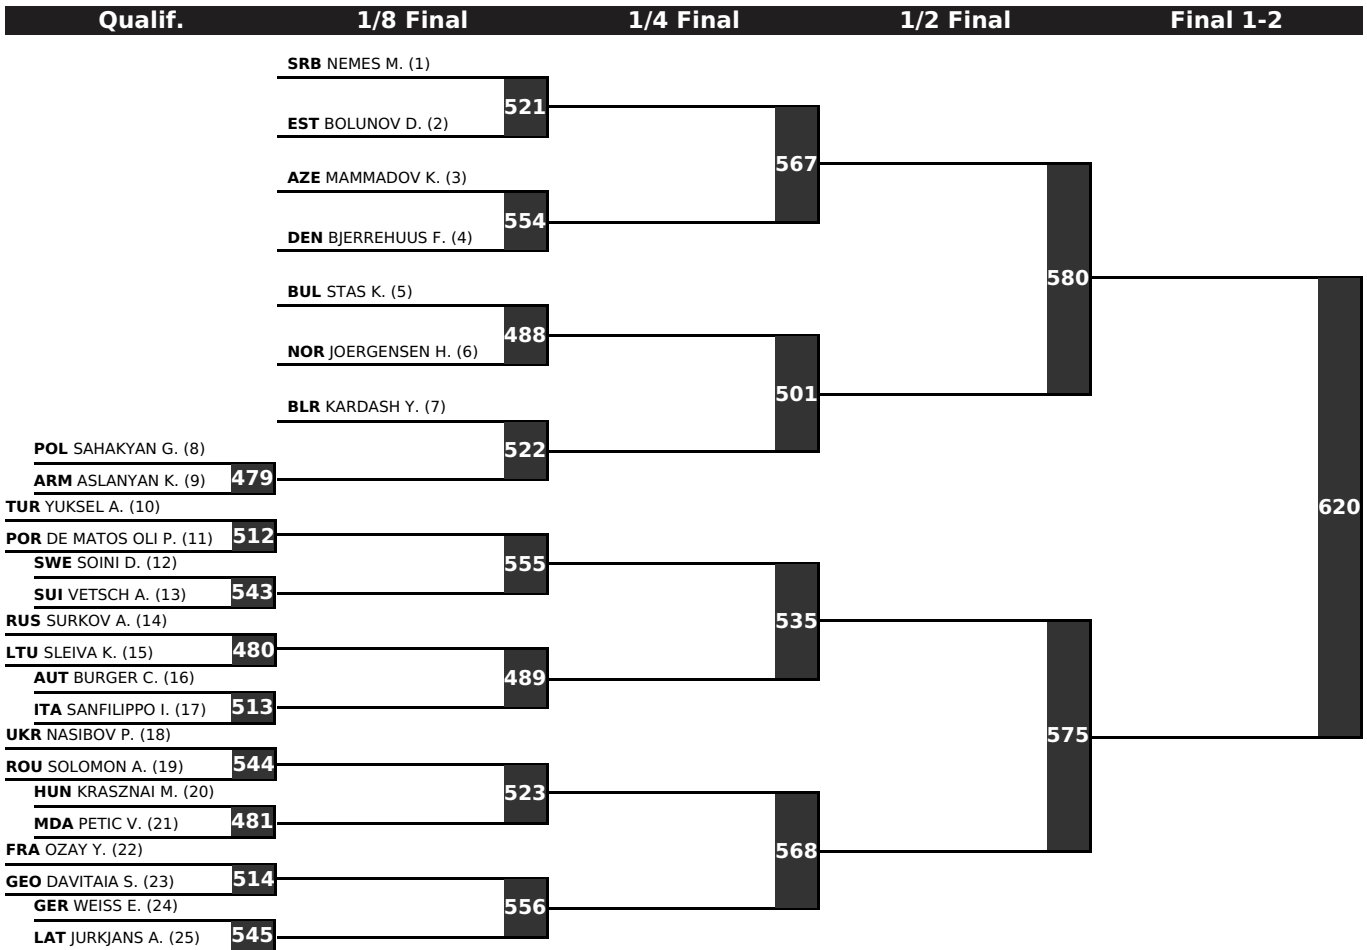 Qualif. 1/8 Final 1/4 Final 1/2 Final Final 1-2
SRB NEMES M. (1)
521
EST BOLUNOV D. (2)
567
AZE MAMMADOV K. (3)
554
DEN BJERREHUUS F. (4)
580
BUL STAS K. (5)
488
NOR JOERGENSEN H. (6)
501
BLR KARDASH Y. (7)
POL SAHAKYAN G. (8)
522
ARM ASLANYAN K. (9) 479
TUR YUKSEL A. (10)
620
POR DE MATOS OLI P. (11) 512
SWE SOINI D. (12)
555
SUI VETSCH A. (13) 543
RUS SURKOV A. (14)
535
LTU SLEIVA K. (15) 480
AUT BURGER C. (16)
489
ITA SANFILIPPO I. (17) 513
UKR NASIBOV P. (18)
575
ROU SOLOMON A. (19) 544
HUN KRASZNAI M. (20)
523
MDA PETIC V. (21) 481
FRA OZAY Y. (22)
568
GEO DAVITAIA S. (23) 514
GER WEISS E. (24)
556
LAT JURKJANS A. (25) 545